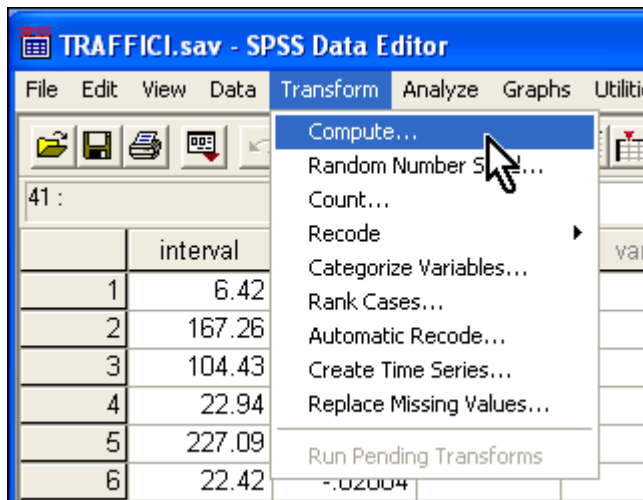 TRAFFICI.sav - SPSS Data Editor
File Edit View Data Transform Analyze Graphs
41 :
Compute...
Random Number
Count...
Recode
Categorize Variables...
Rank Cases...
Automatic Recode...
Create Time Series...
Replace Missing Values...
Run Pending Transforms
interval
1 6.42
2 167.26
3 104.43
4 22.94
5 227.09
6 22.42 -.02004